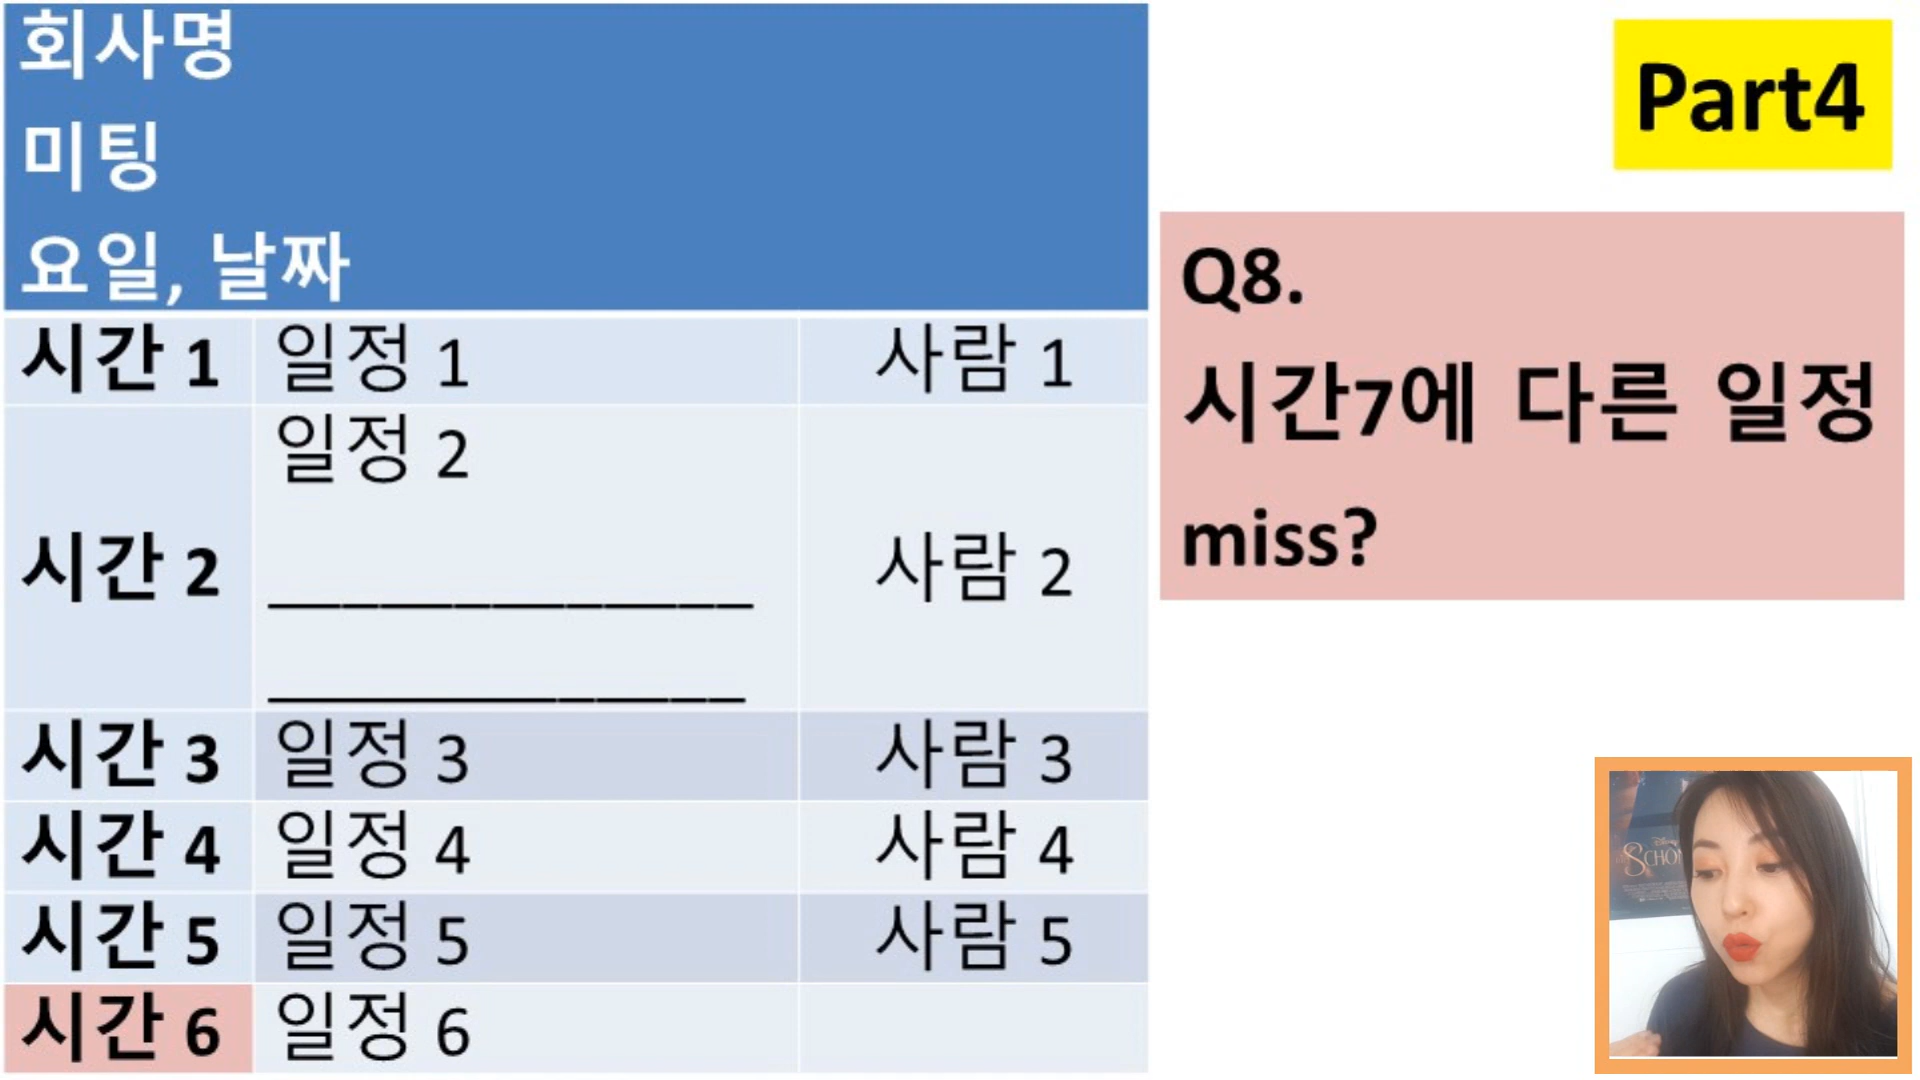 회사명
미팅
요일, 날짜
시간 1 일정 1 사람 1
시간 2 일정 2 사람 2
시간 3 일정 3 사람 3
시간 4 일정 4 사람 4
시간 5 일정 5 사람 5
시간 6 일정 6
Part4
Q8.
시간7에 다른 일정
miss?
Disney
SCHÖN